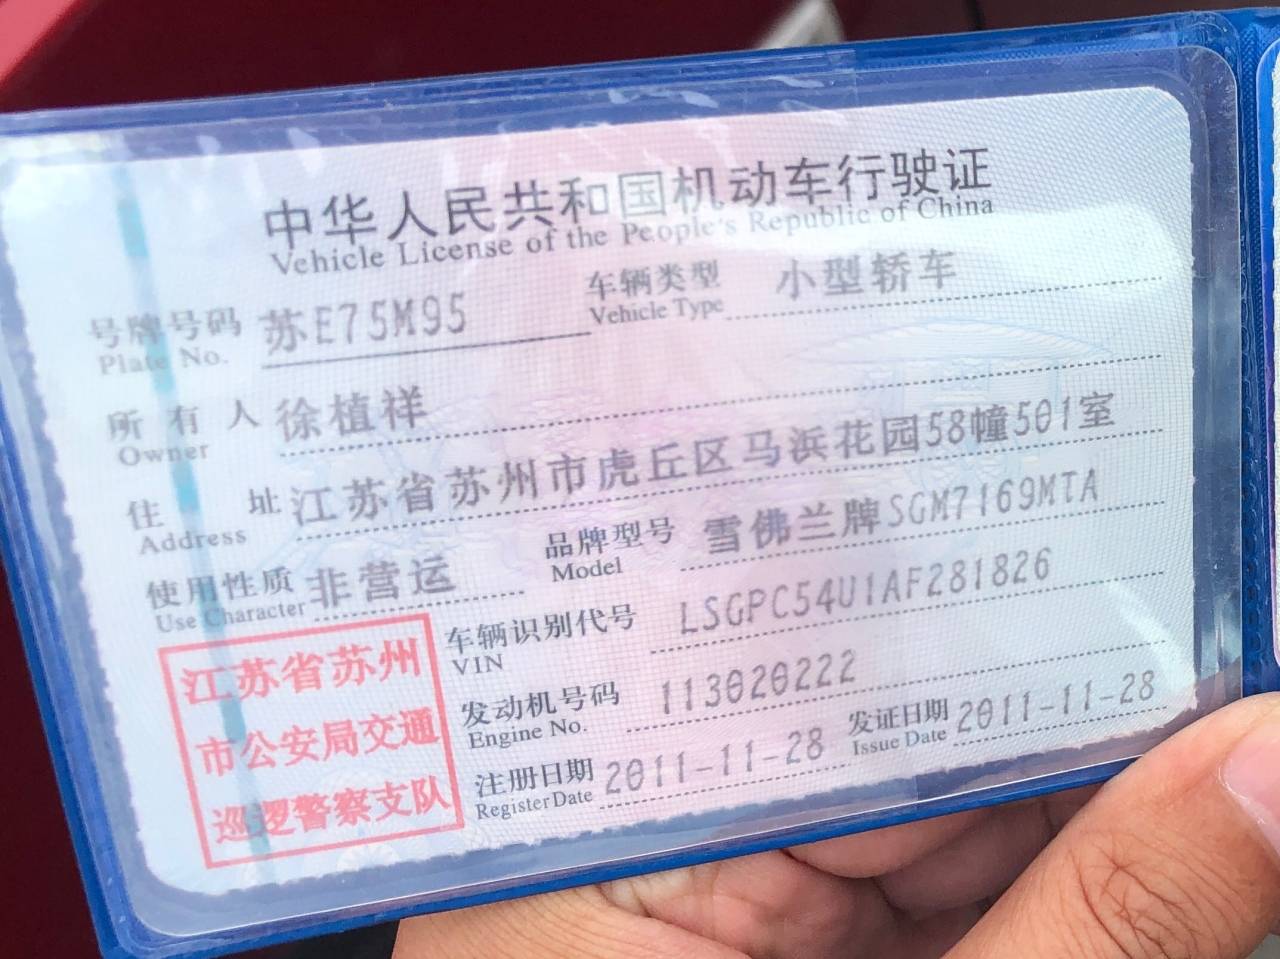 中华人民共和国机动车行驶证
Vehicle License of the People's Republic of China
号牌号码 苏E75M95 车辆类型 小型轿车
Plate No. Vehicle Type
所有人 徐植祥
Owner
住址 江苏省苏州市虎丘区马浜花园58幢501室
Address
使用性质 非营运 品牌型号 雪佛兰牌SGM7169MTA
Use Character Model
车辆识别代号 LSGPC54U1AF281826
VIN
发动机号码 113020222
Engine No.
注册日期 2011-11-28 发证日期 2011-11-28
Register Date Issue Date
江苏省苏州
市公安局交通
巡逻警察支队